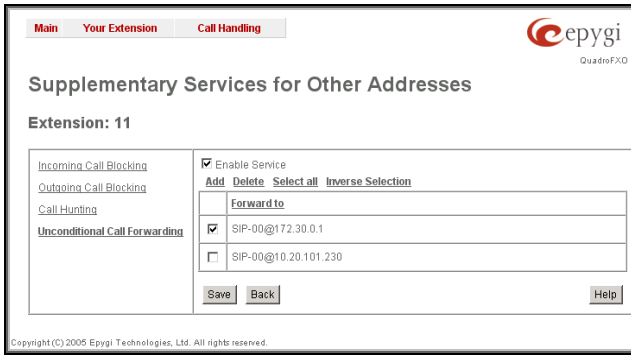 Main Your Extension Call Handling
epygi
QuadroFXO
Supplementary Services for Other Addresses
Extension: 11
Incoming Call Blocking
Outgoing Call Blocking
Call Hunting
Unconditional Call Forwarding
Enable Service
Add Delete Select all Inverse Selection
Forward to
SIP-00@172.30.0.1
SIP-00@10.20.101.230
Save Back Help
Copyright (C) 2005 Epygi Technologies, Ltd. All rights reserved.